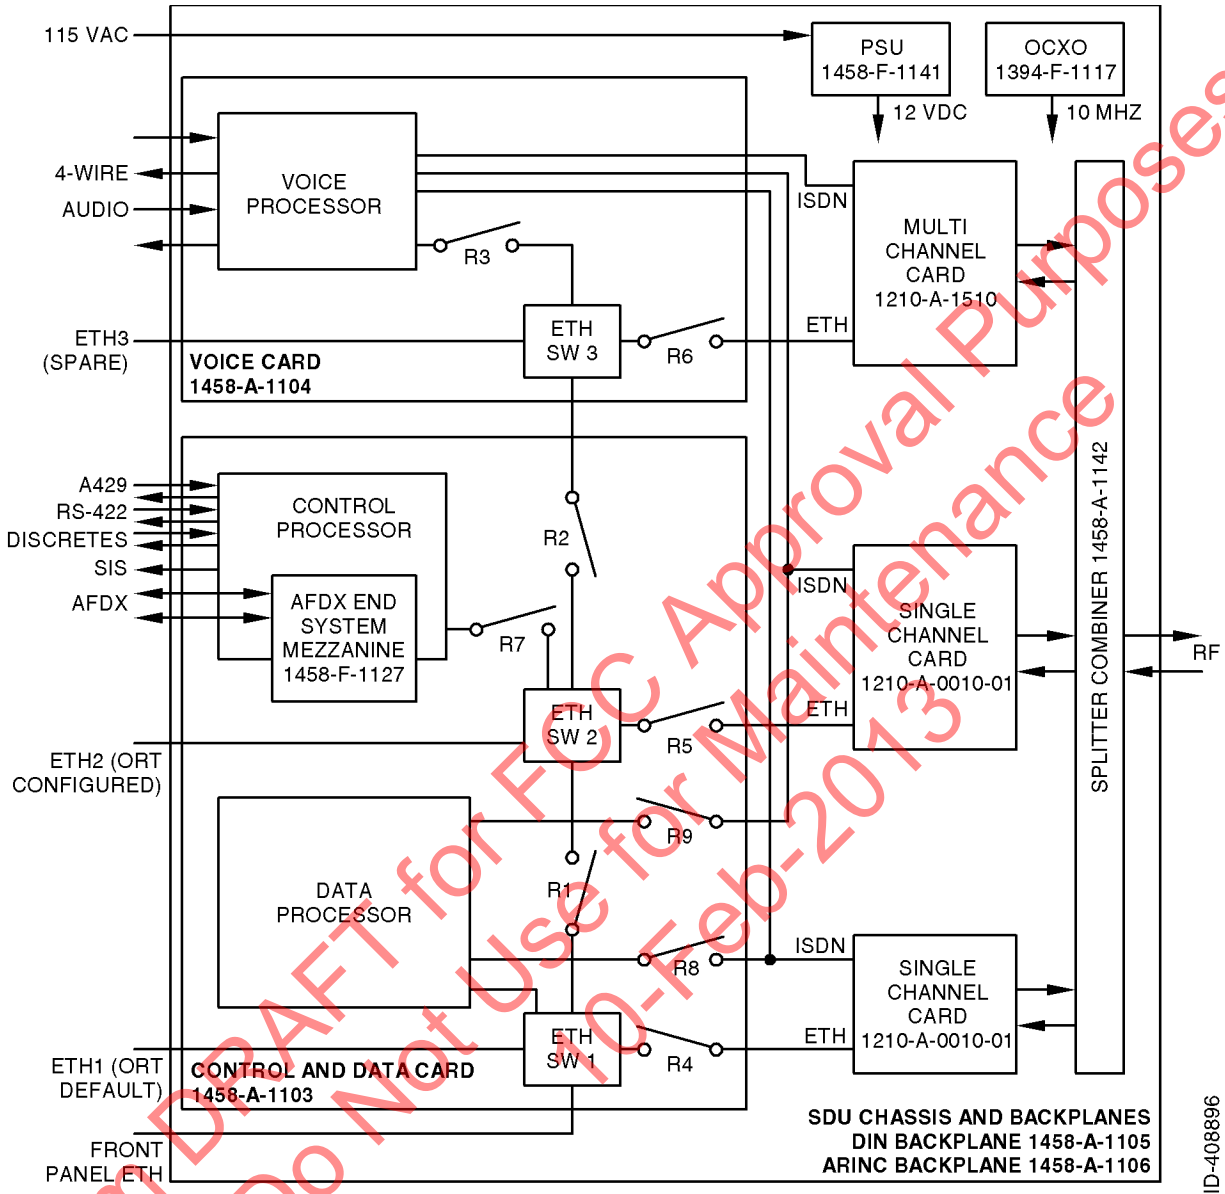 115 VAC
PSU
1458-F-1141
OCXO
1394-F-1117
12 VDC
10 MHZ
VOICE
PROCESSOR
4-WIRE
AUDIO
R3
ISDN
MULTI
CHANNEL
CARD
1210-A-1510
ETH
ETH3
(SPARE)
ETH
SW 3
R6
VOICE CARD
1458-A-1104
A429
RS-422
DISCRETES
SIS
AFDX
CONTROL
PROCESSOR
AFDX END
SYSTEM
MEZZANINE
1458-F-1127
R2
R7
ETH
SW 2
R5
ISDN
SINGLE
CHANNEL
CARD
1210-A-0010-01
ETH
SPLITTER COMBINER 1458-A-1142
RF
ETH2 (ORT
CONFIGURED)
R9
DATA
PROCESSOR
R1
R8
ISDN
SINGLE
CHANNEL
CARD
1210-A-0010-01
ETH
ETH
SW 1
R4
ETH1 (ORT
DEFAULT)
CONTROL AND DATA CARD
1458-A-1103
FRONT
PANEL ETH
SDU CHASSIS AND BACKPLANES
DIN BACKPLANE 1458-A-1105
ARINC BACKPLANE 1458-A-1106
ID-408896
DRAFT for FCC Approval Purposes
Do Not Use for Maintenance
10-Feb-2013